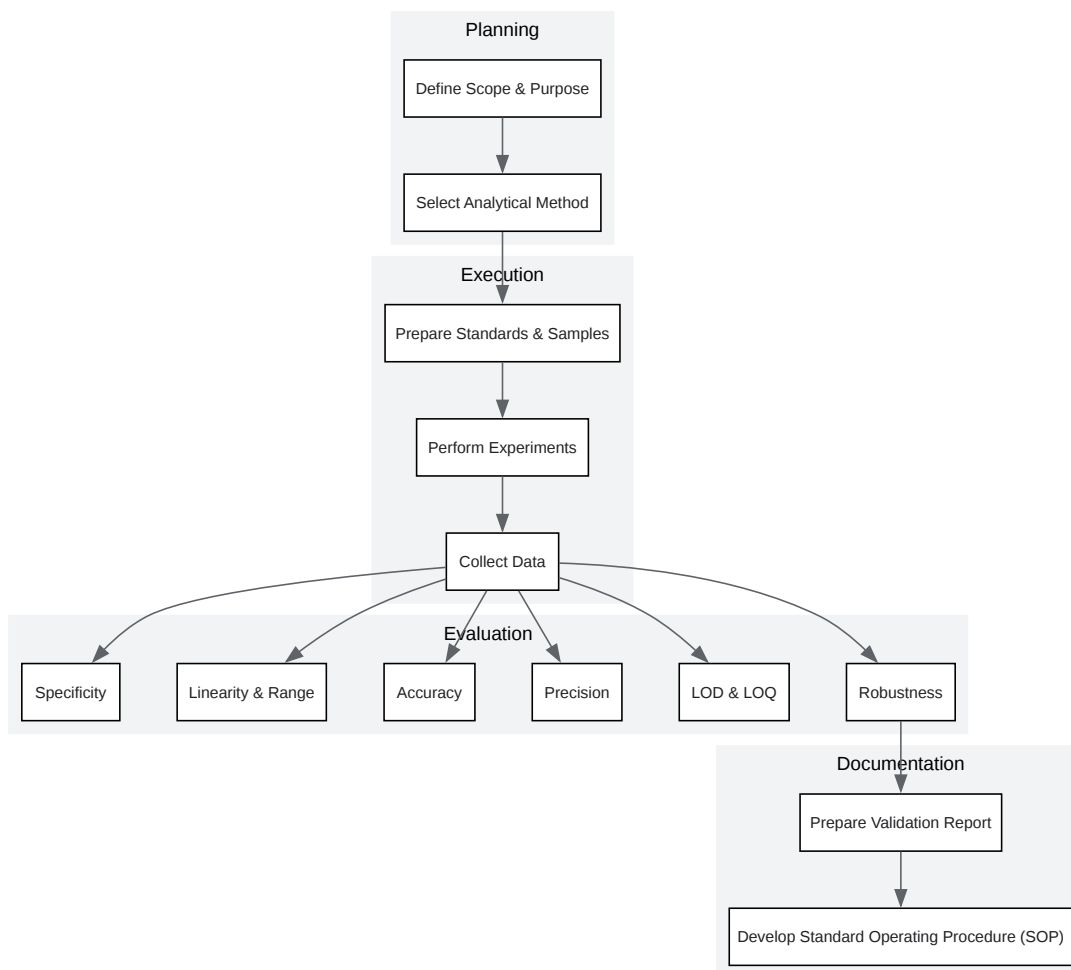 Planning
Define Scope & Purpose
Select Analytical Method
Execution
Prepare Standards & Samples
Perform Experiments
Collect Data
Evaluation
Specificity
Linearity & Range
Accuracy
Precision
LOD & LOQ
Robustness
Documentation
Prepare Validation Report
Develop Standard Operating Procedure (SOP)